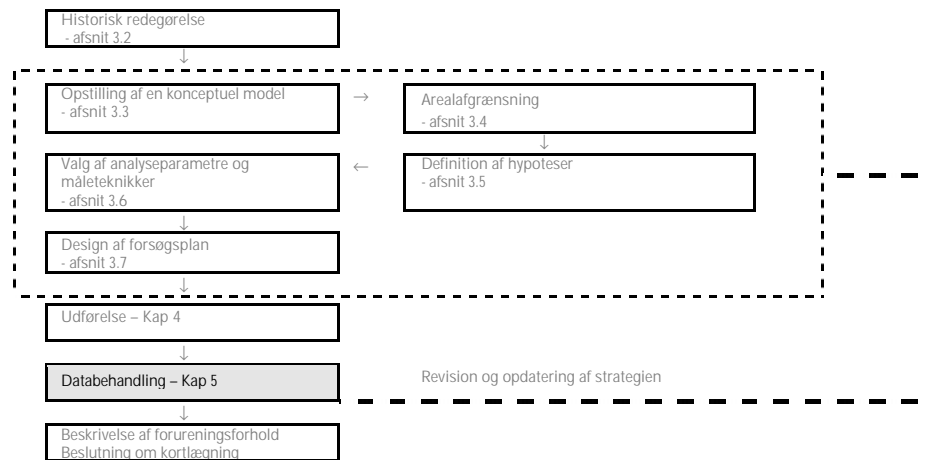 Historisk redegørelse
- afsnit 3.2
↓
Opstilling af en konceptuel model
- afsnit 3.3
→
Arealafgrænsning
- afsnit 3.4
↓
Definition af hypoteser
- afsnit 3.5
←
Valg af analyseparametre og
måleteknikker
- afsnit 3.6
↓
Design af forsøgsplan
- afsnit 3.7
↓
Udførelse – Kap 4
↓
Databehandling – Kap 5
Revision og opdatering af strategien
↓
Beskrivelse af forureningsforhold
Beslutning om kortlægning